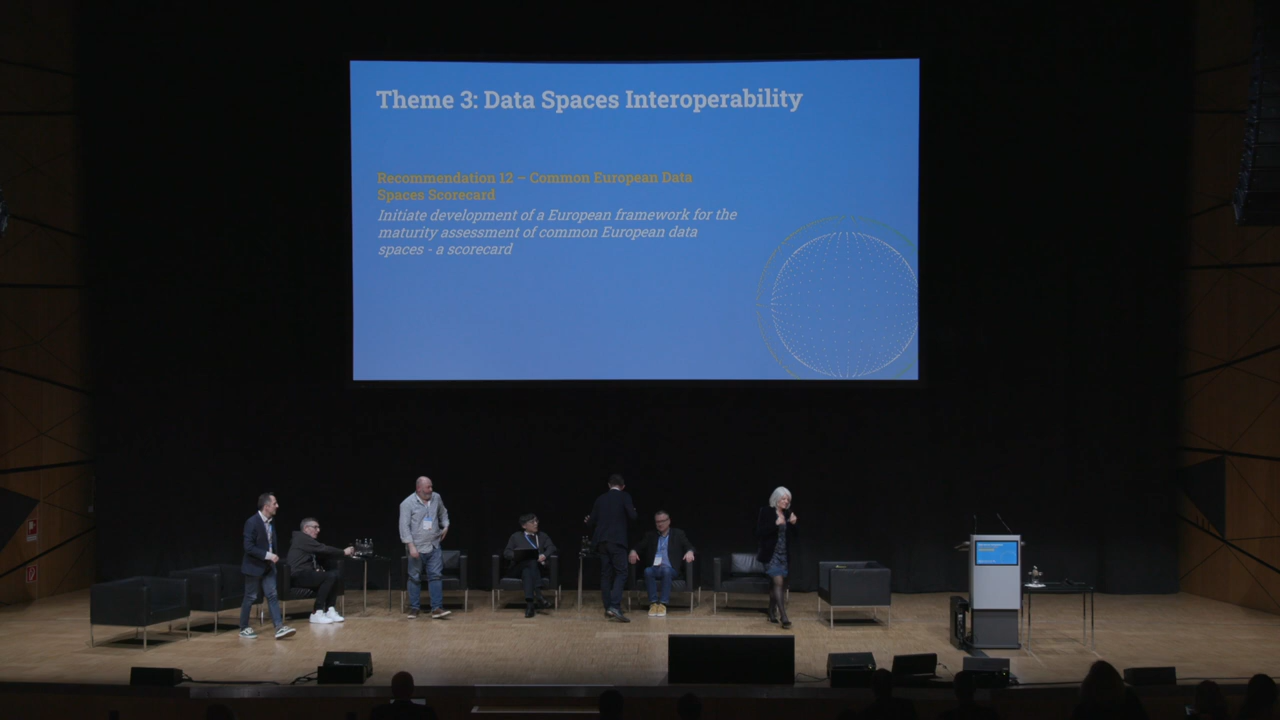 Theme 3: Data Spaces Interoperability
Recommendation 12 – Common European Data
Spaces Scorecard
Initiate development of a European framework for the
maturity assessment of common European data
spaces - a scorecard